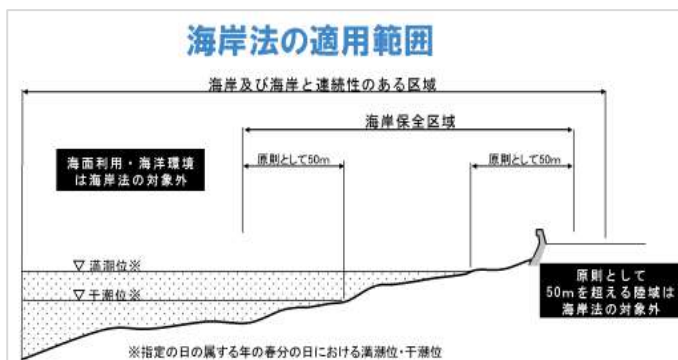 海岸法の適用範囲
海岸及び海岸と連続性のある区域
海岸保全区域
海面利用・海洋環境
は海岸法の対象外
原則として50m
原則として50m
▽満潮位※
▽干潮位※
原則として
50mを超える陸域は
海岸法の対象外
※指定の日の属する年の春分の日における満潮位・干潮位